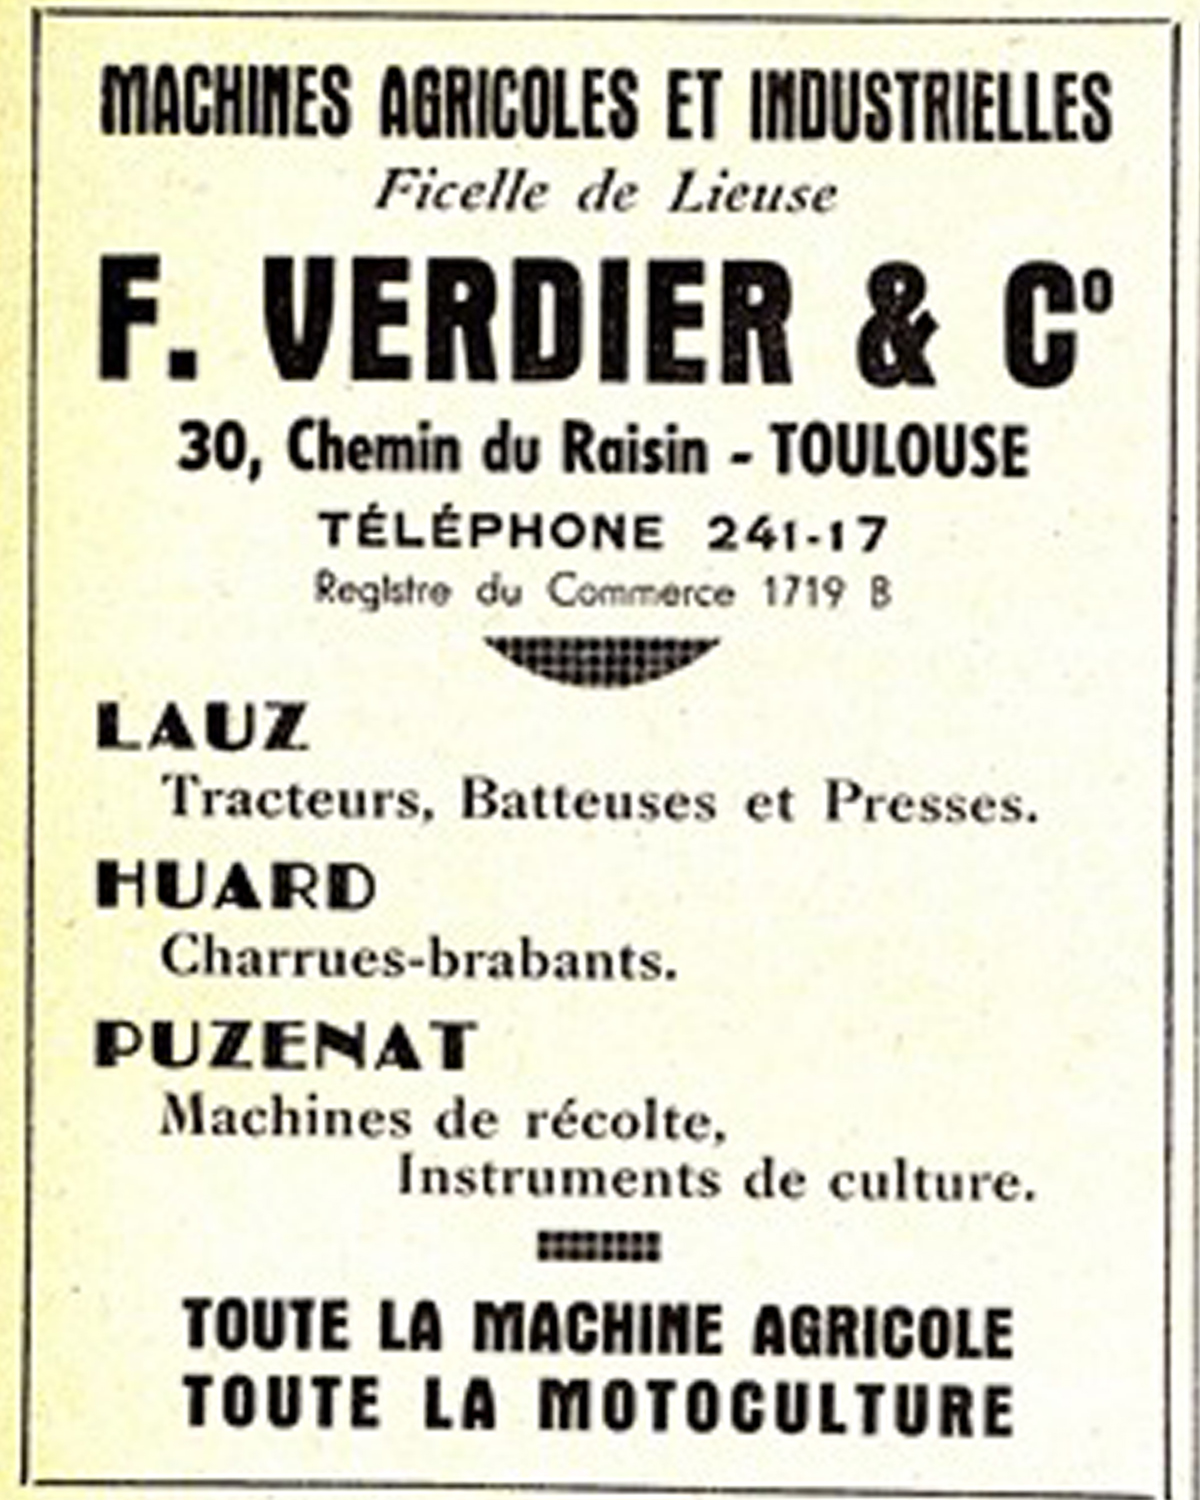 MACHINES AGRICOLES ET INDUSTRIELLES
Ficelle de Lieuse
F. VERDIER & Cº
30, Chemin du Raisin - TOULOUSE
TÉLÉPHONE 241-17
Registre du Commerce 1719 B
LAUZ
Tracteurs, Batteuses et Presses.
HUARD
Charrues-brabants.
PUZENAT
Machines de récolte,
Instruments de culture.
TOUTE LA MACHINE AGRICOLE
TOUTE LA MOTOCULTURE